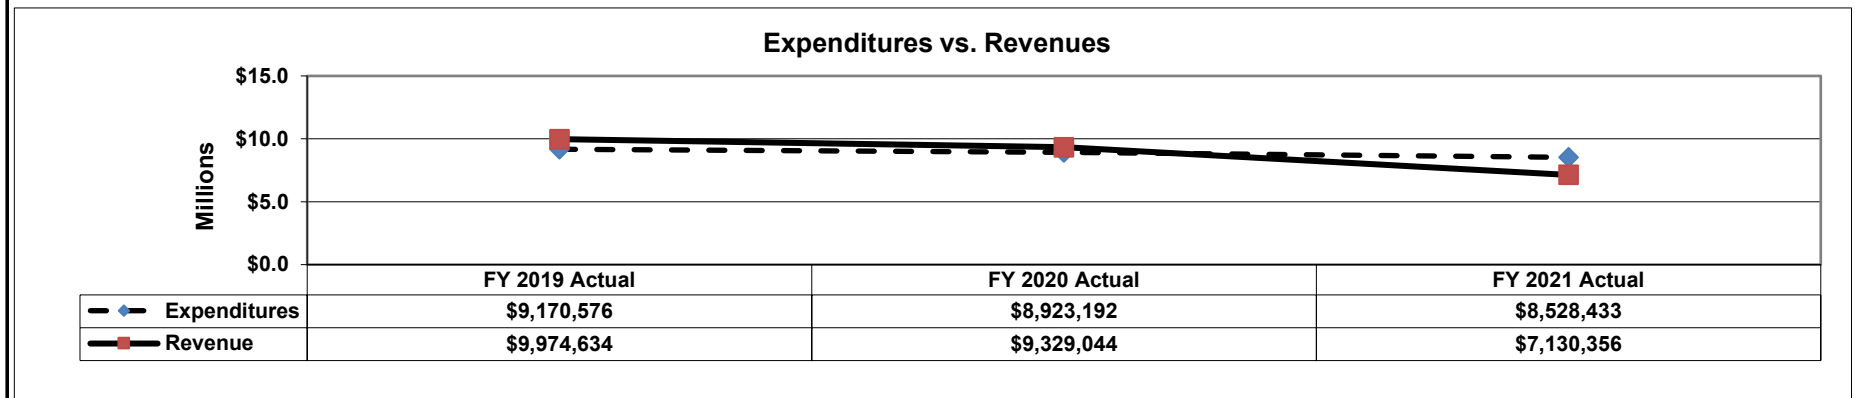 Expenditures vs. Revenues
$15.0
$10.0
$5.0
$0.0
Millions
FY 2019 Actual FY 2020 Actual FY 2021 Actual
Expenditures $9,170,576 $8,923,192 $8,528,433
Revenue $9,974,634 $9,329,044 $7,130,356